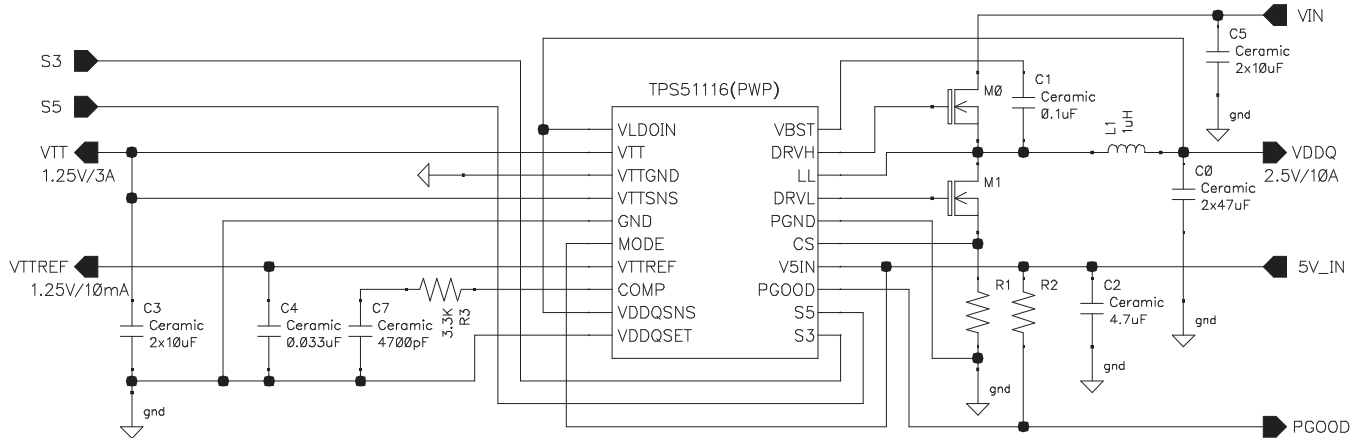 VIN
C5
Ceramic
2x10uF
gnd
S3
S5
TPS51116(PWP)
M0
C1
Ceramic
0.1uF
L1
1uH
VTT
1.25V/3A
VDDQ
2.5V/10A
C0
Ceramic
2x47uF
gnd
M1
VLDOIN
VTT
VTTGND
VTTSNS
GND
MODE
VTTREF
COMP
VDDQSNS
VDDQSET
VBST
DRVH
LL
DRVL
PGND
CS
V5IN
PGOOD
S5
S3
VTTREF
1.25V/10mA
C3
Ceramic
2x10uF
C4
Ceramic
0.033uF
C7
Ceramic
4700pF
3.3K
R3
gnd
5V_IN
R1
R2
C2
Ceramic
4.7uF
gnd
gnd
PGOOD